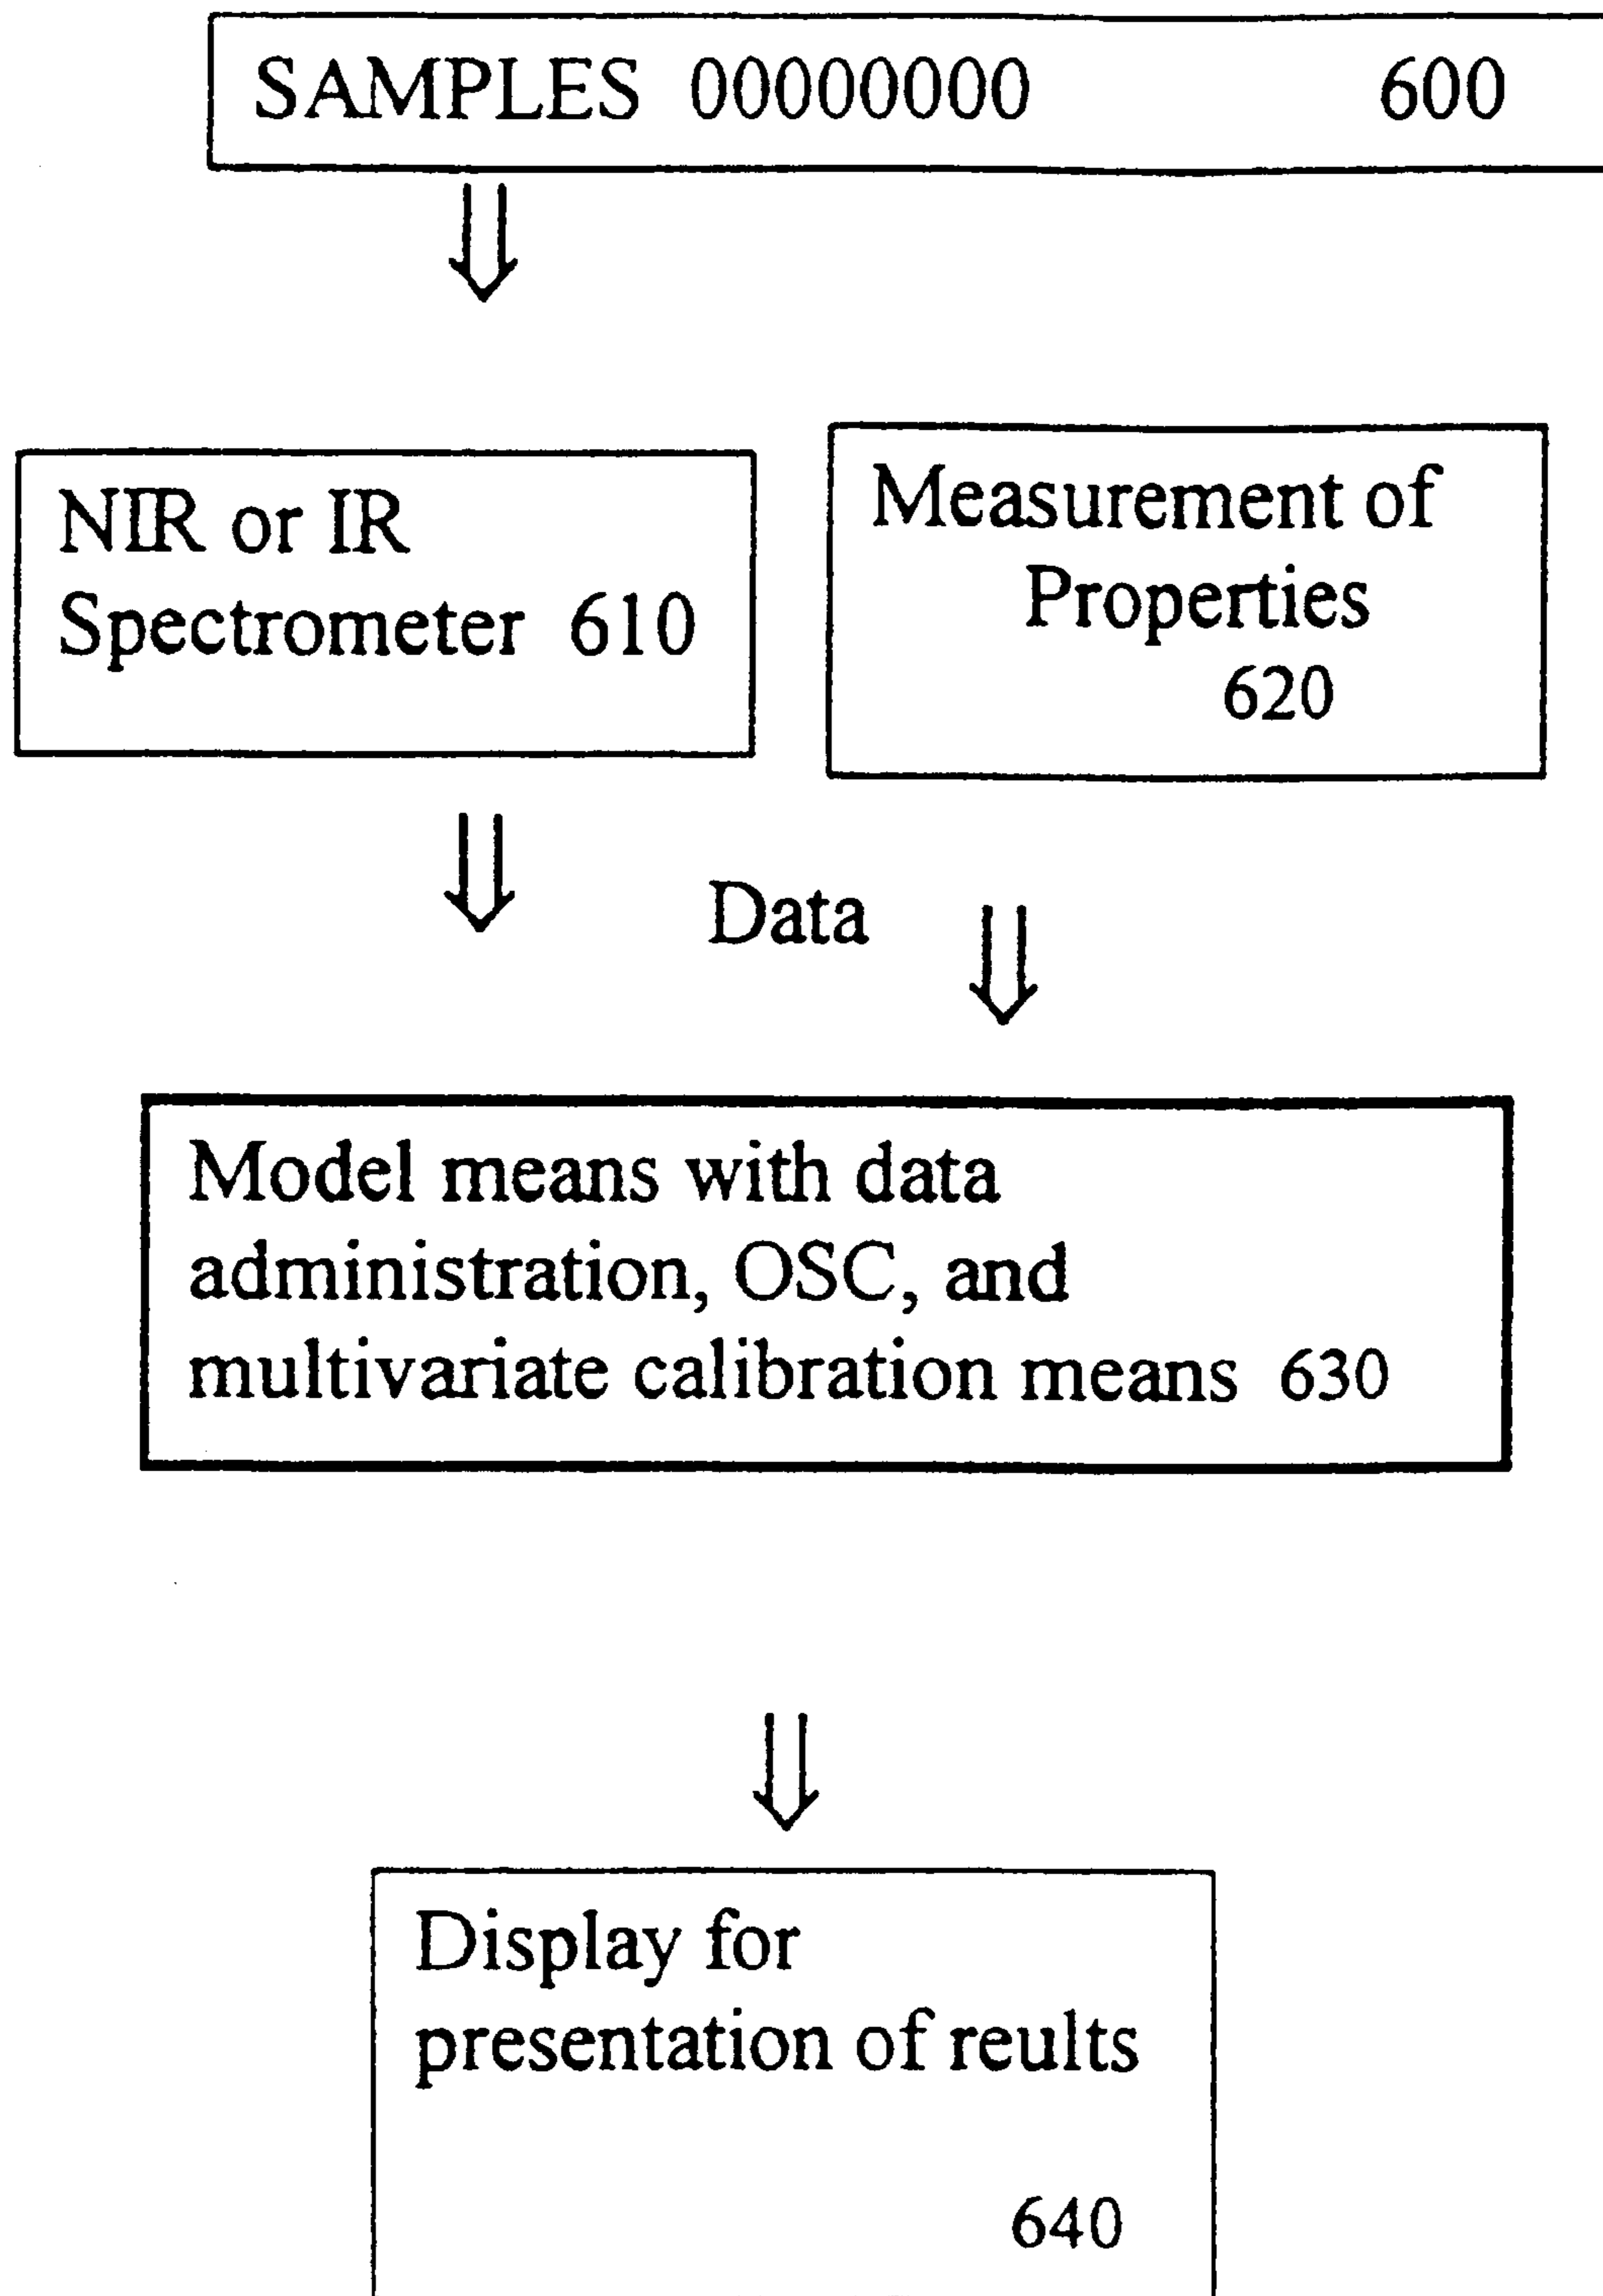 SAMPLES 00000000 600
NIR or IR
Spectrometer 610
Measurement of
Properties
620
Data
Model means with data
administration, OSC, and
multivariate calibration means 630
Display for
presentation of reults
640